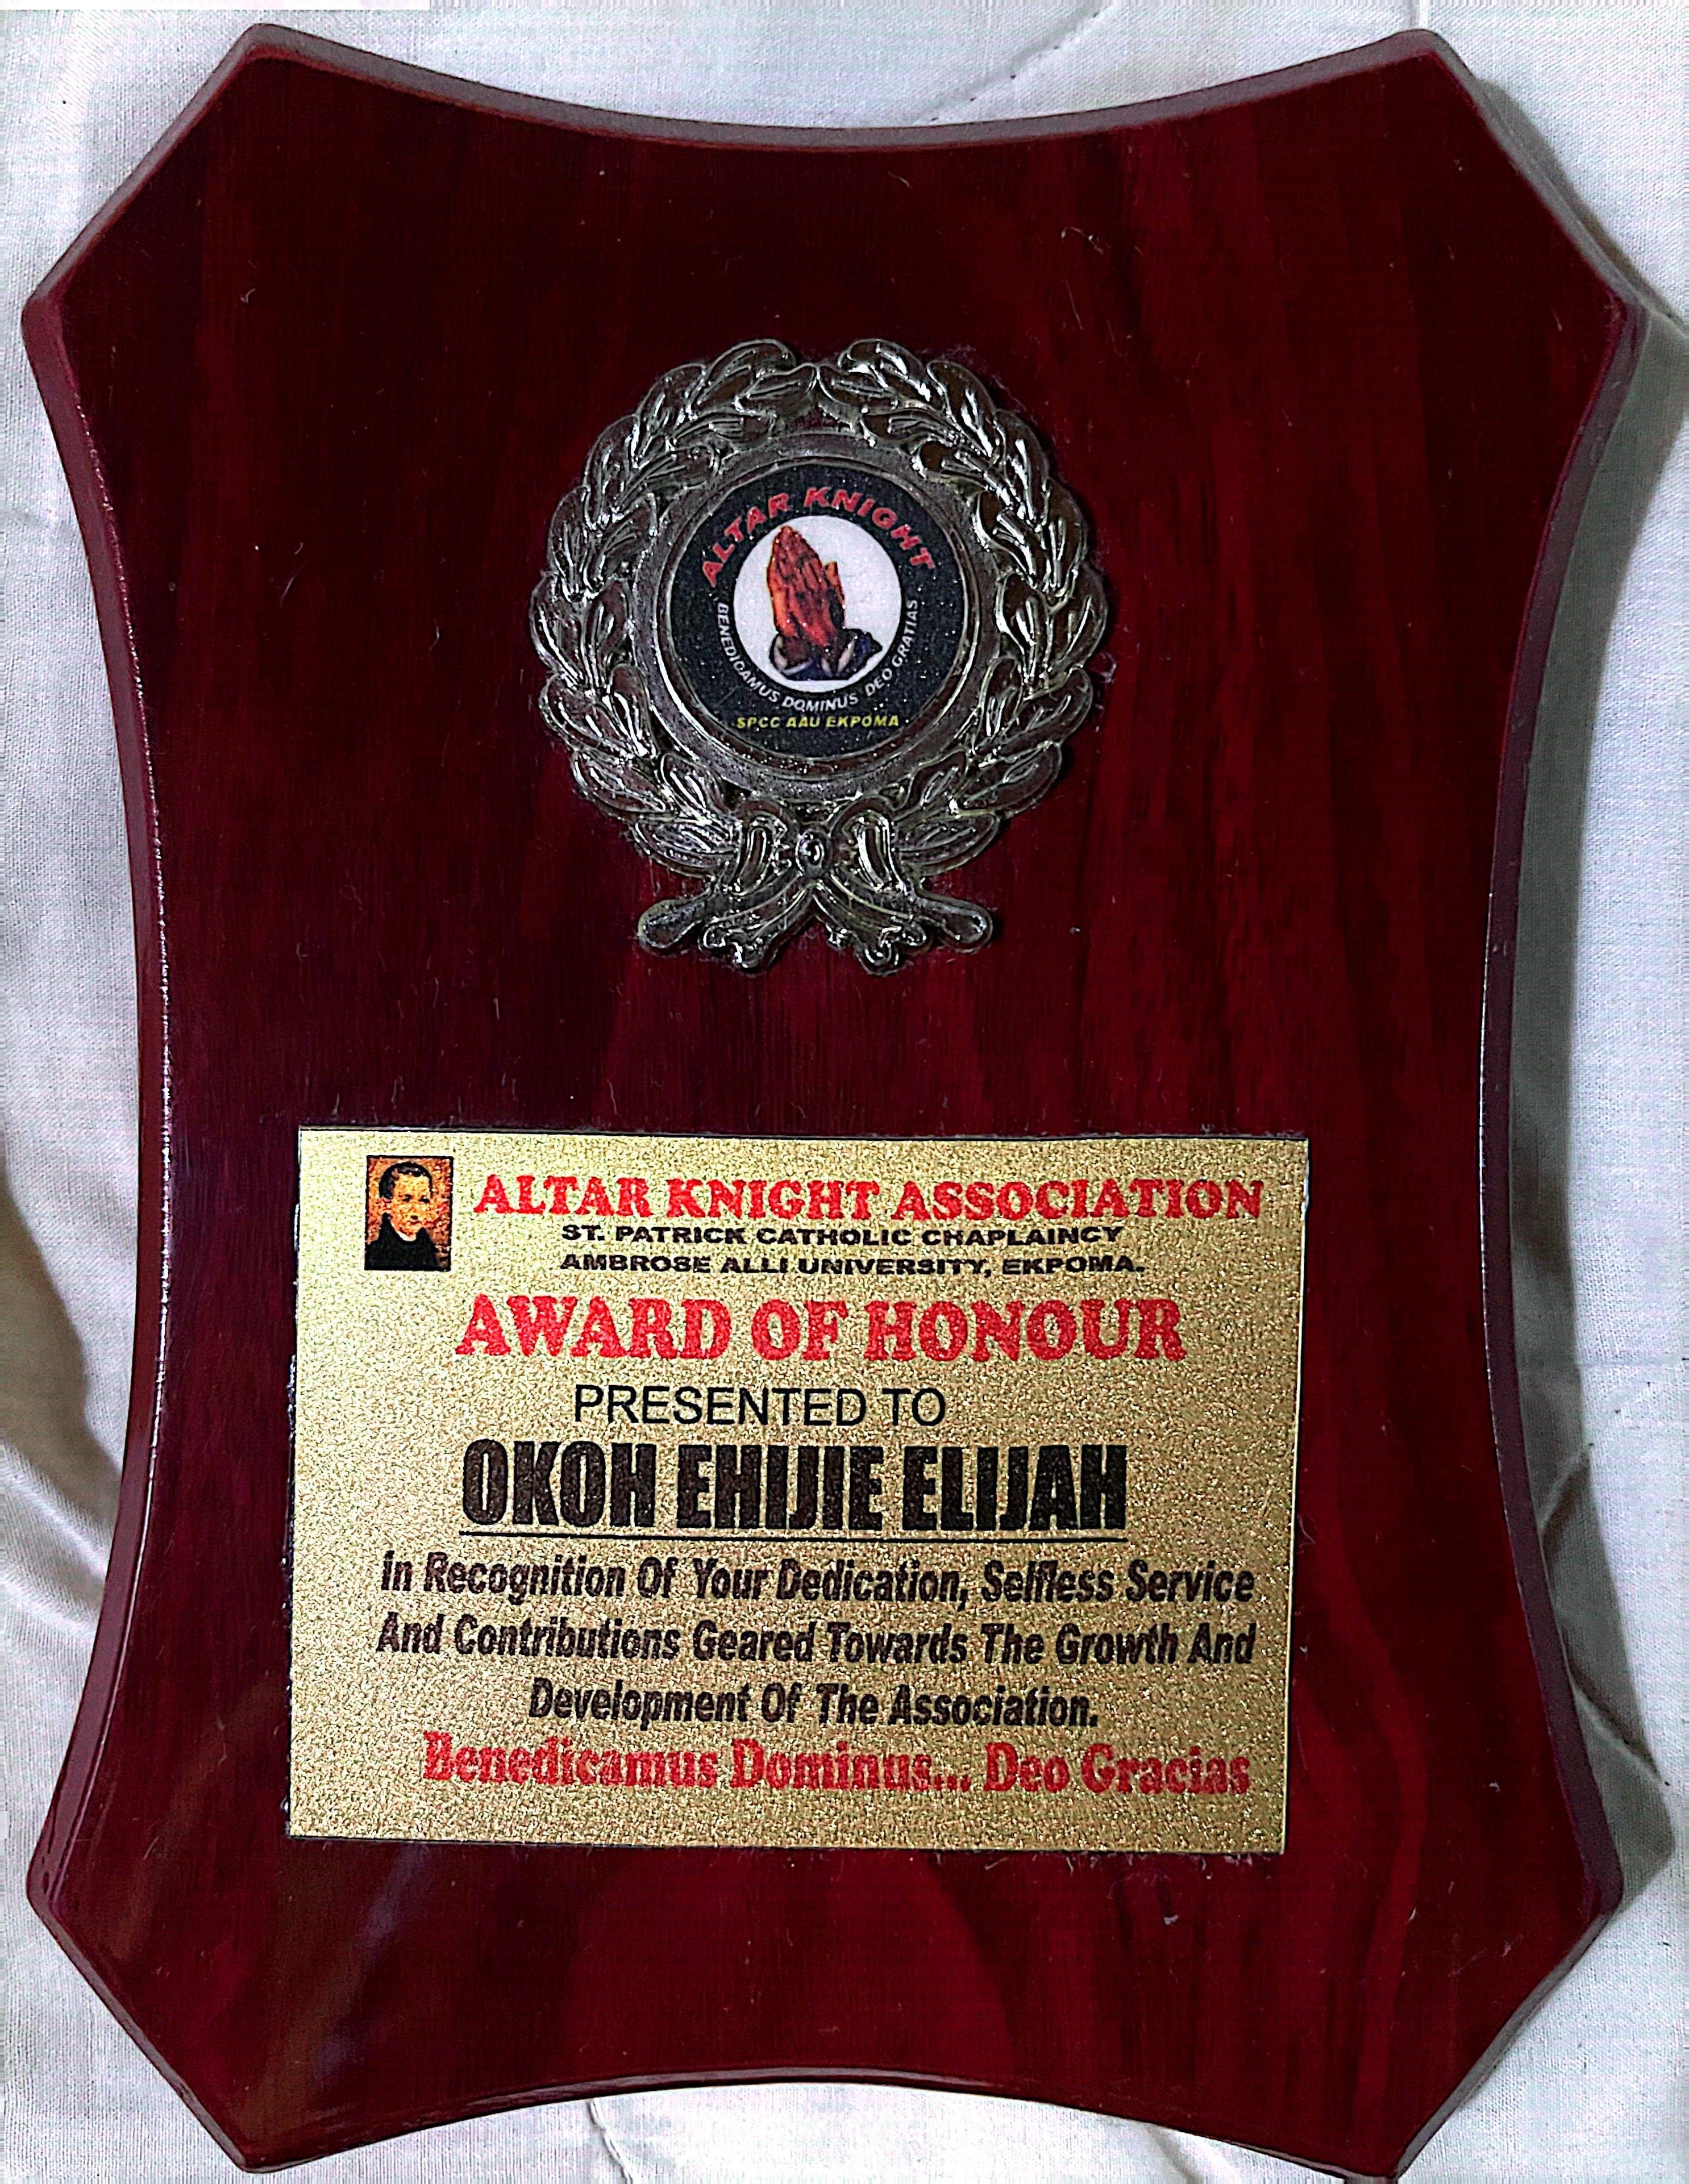 ALTAR KNIGHT
BENEDICAMUS DOMINUS DEO GRATIAS
SPCC AAU EKPOMA
ALTAR KNIGHT ASSOCIATION
ST. PATRICK CATHOLIC CHAPLAINCY
AMBROSE ALLI UNIVERSITY, EKPOMA.
AWARD OF HONOUR
PRESENTED TO
OKOH EHIJIE ELIJAH
in Recognition Of Your Dedication, Selfless Service
And Contributions Geared Towards The Growth And
Development Of The Association.
Benedicamus Dominus... Deo Gracias